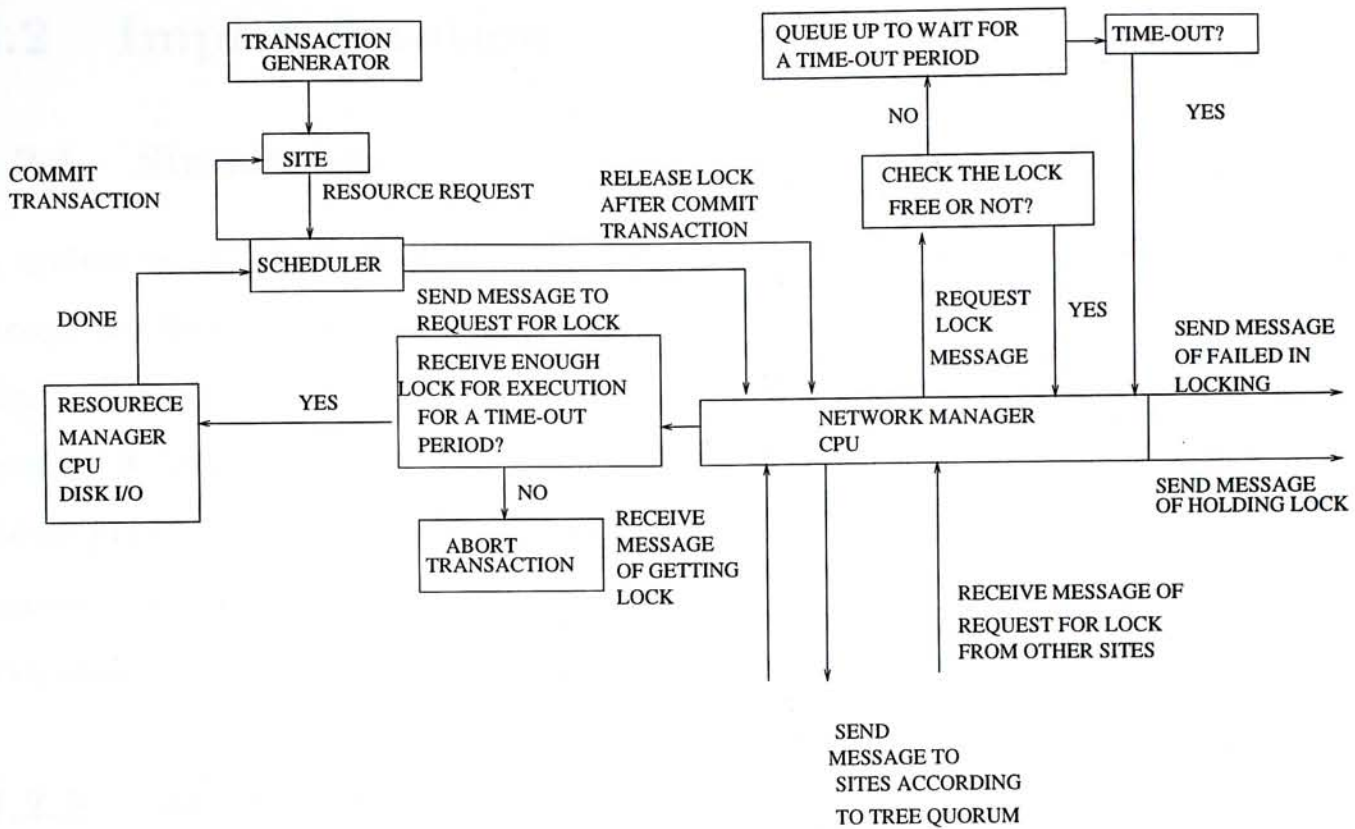 TRANSACTION
GENERATOR
SITE
COMMIT
TRANSACTION
RESOURCE REQUEST
SCHEDULER
RELEASE LOCK
AFTER COMMIT
TRANSACTION
SEND MESSAGE TO
REQUEST FOR LOCK
DONE
RESOURECE
MANAGER
CPU
DISK I/O
YES
RECEIVE ENOUGH
LOCK FOR EXECUTION
FOR A TIME-OUT
PERIOD?
NO
ABORT
TRANSACTION
RECEIVE
MESSAGE
OF GETTING
LOCK
QUEUE UP TO WAIT FOR
A TIME-OUT PERIOD
TIME-OUT?
NO
YES
CHECK THE LOCK
FREE OR NOT?
REQUEST
LOCK
MESSAGE
YES
SEND MESSAGE
OF FAILED IN
LOCKING
NETWORK MANAGER
CPU
SEND MESSAGE
OF HOLDING LOCK
RECEIVE MESSAGE OF
REQUEST FOR LOCK
FROM OTHER SITES
SEND
MESSAGE TO
SITES ACCORDING
TO TREE QUORUM